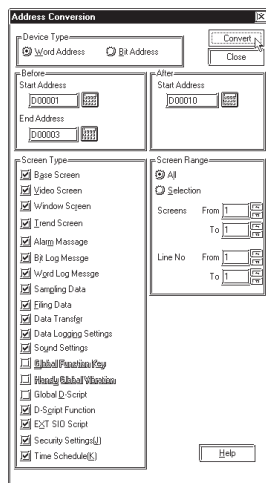 Address Conversion
Device Type
Word Address
Bit Address
Convert
Close
Before
Start Address
D00001
End Address
D00003
After
Start Address
D00010
Screen Type
Base Screen
Video Screen
Window Screen
Trend Screen
Alarm Massage
Bit Log Messge
Word Log Messge
Sampling Data
Filing Data
Data Transfer
Data Logging Settings
Sound Settings
Global Function Key
Handy Global Vibration
Global D-Script
D-Script Function
EXT SIO Script
Security Settings(J)
Time Schedule(K)
Screen Range
All
Selection
Screens From 1
To 1
Line No From 1
To 1
Help